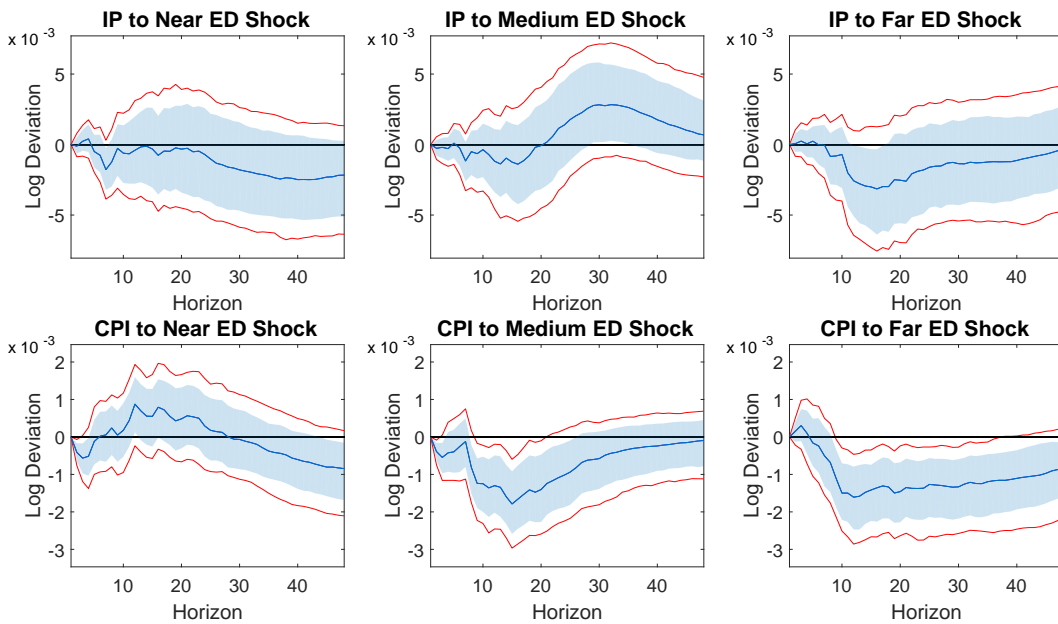 IP to Near ED Shock
x 10⁻³
5
0
-5
Log Deviation
10 20 30 40
Horizon
IP to Medium ED Shock
x 10⁻³
5
0
-5
Log Deviation
10 20 30 40
Horizon
IP to Far ED Shock
x 10⁻³
5
0
-5
Log Deviation
10 20 30 40
Horizon
CPI to Near ED Shock
x 10⁻³
2
1
0
-1
-2
-3
Log Deviation
10 20 30 40
Horizon
CPI to Medium ED Shock
x 10⁻³
2
1
0
-1
-2
-3
Log Deviation
10 20 30 40
Horizon
CPI to Far ED Shock
x 10⁻³
2
1
0
-1
-2
-3
Log Deviation
10 20 30 40
Horizon